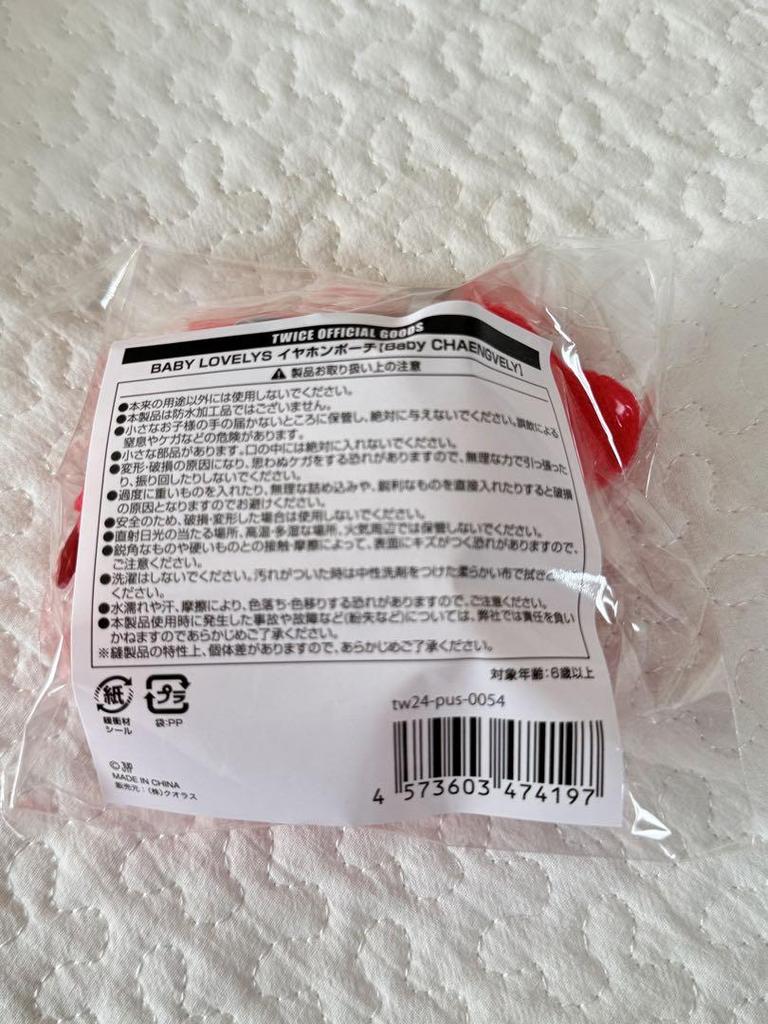 TWICE OFFICIAL GOODS
BABY LOVELYS イヤホンポーチ[Baby CHAENGVELY]
製品お取り扱い上の注意
●本来の用途以外には使用しないでください。
●本製品は防水加工品ではございません。
●小さなお子様の手の届かないところに保管し、絶対に与えないでください。誤飲による
窒息やケガなどの危険があります。
●小さな部品があります。口の中には絶対に入れないでください。
●変形・破損の原因になり、思わぬケガをする恐れがありますので、無理な力で引っ張った
り、振り回したりしないでください。
●過度に重いものを入れたり、無理な詰め込みや、鋭利なものを直接入れたりすると破損
の原因となりますのでお避けください。
●安全のため、破損・変形した場合は使用しないでください。
●直射日光の当たる場所、高温・多湿な場所、火気周辺では保管しないでください。
●鋭角なものや硬いものとの接触・摩擦によって、表面にキズがつく恐れがありますので、
ご注意ください。
●洗濯はしないでください。汚れがついた時は中性洗剤をつけた柔らかい布で拭き
ください。
●水濡れや汗、摩擦により、色落ち・色移りする恐れがありますので、ご注意ください。
●本製品使用時に発生した事故や故障など(紛失など)については、弊社では責任を負い
かねますのであらかじめご了承ください。
※縫製品の特性上、個体差がありますので、あらかじめご了承ください。
対象年齢:6歳以上
紙
緩衝材
シール
プラ
袋:PP
tw24-pus-0054
4 573603 474197
©JYP
MADE IN CHINA
販売元:(株)クオラス